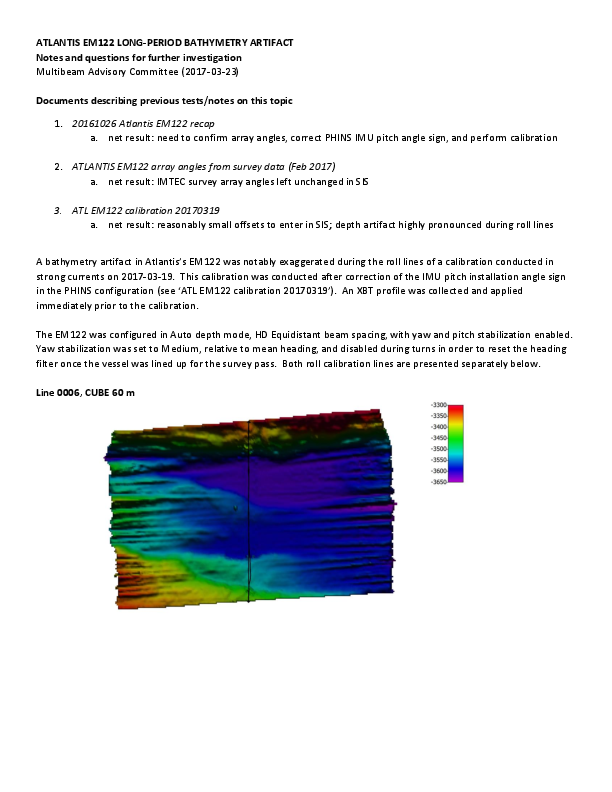 ATLANTIS EM122 LONG-PERIOD BATHYMETRY ARTIFACT
Notes and questions for further investigation
Multibeam Advisory Committee (2017-03-23)
Documents describing previous tests/notes on this topic
1. 20161026 Atlantis EM122 recap
a. net result: need to confirm array angles, correct PHINS IMU pitch angle sign, and perform calibration
2. ATLANTIS EM122 array angles from survey data (Feb 2017)
a. net result: IMTEC survey array angles left unchanged in SIS
3. ATL EM122 calibration 20170319
a. net result: reasonably small offsets to enter in SIS; depth artifact highly pronounced during roll lines
A bathymetry artifact in Atlantis's EM122 was notably exaggerated during the roll lines of a calibration conducted in
strong currents on 2017-03-19. This calibration was conducted after correction of the IMU pitch installation angle sign
in the PHINS configuration (see 'ATL EM122 calibration 20170319'). An XBT profile was collected and applied
immediately prior to the calibration.
The EM122 was configured in Auto depth mode, HD Equidistant beam spacing, with yaw and pitch stabilization enabled.
Yaw stabilization was set to Medium, relative to mean heading, and disabled during turns in order to reset the heading
filter once the vessel was lined up for the survey pass. Both roll calibration lines are presented separately below.
Line 0006, CUBE 60 m
-3300
-3350
-3400
-3450
-3500
-3550
-3600
-3650